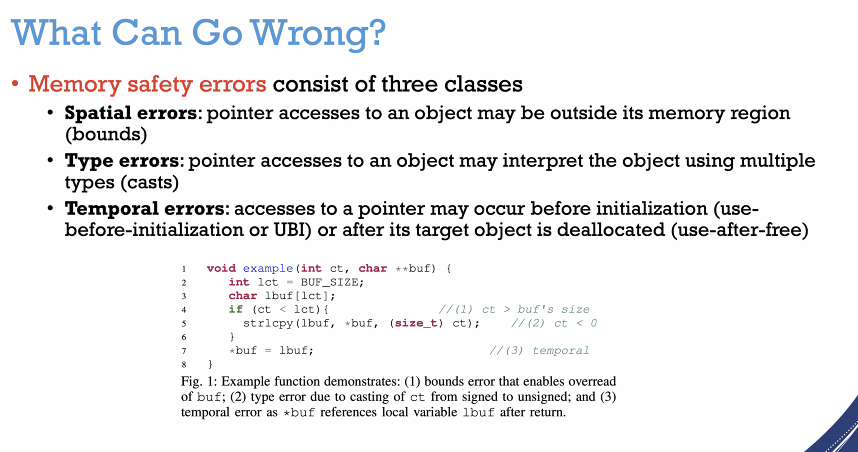 What Can Go Wrong?
• Memory safety errors consist of three classes
• Spatial errors: pointer accesses to an object may be outside its memory region
(bounds)
• Type errors: pointer accesses to an object may interpret the object using multiple
types (casts)
• Temporal errors: accesses to a pointer may occur before initialization (use-
before-initialization or UBI) or after its target object is deallocated (use-after-free)
1 void example(int ct, char **buf) {
2 int lct = BUF_SIZE;
3 char lbuf[lct];
4 if (ct < lct){ //(1) ct > buf's size
5 strlcpy(lbuf, *buf, (size_t) ct); //(2) ct < 0
6 }
7 *buf = lbuf; //(3) temporal
8 }
Fig. 1: Example function demonstrates: (1) bounds error that enables overread
of buf; (2) type error due to casting of ct from signed to unsigned; and (3)
temporal error as *buf references local variable lbuf after return.